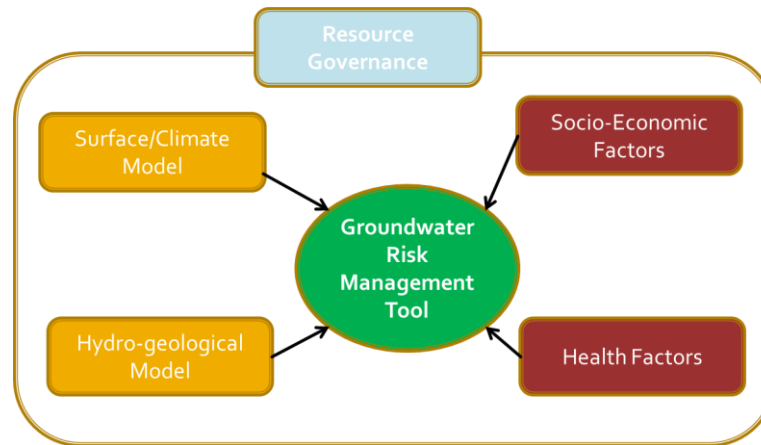 Resource
Governance
Surface/Climate
Model
Socio-Economic
Factors
Groundwater
Risk
Management
Tool
Hydro-geological
Model
Health Factors